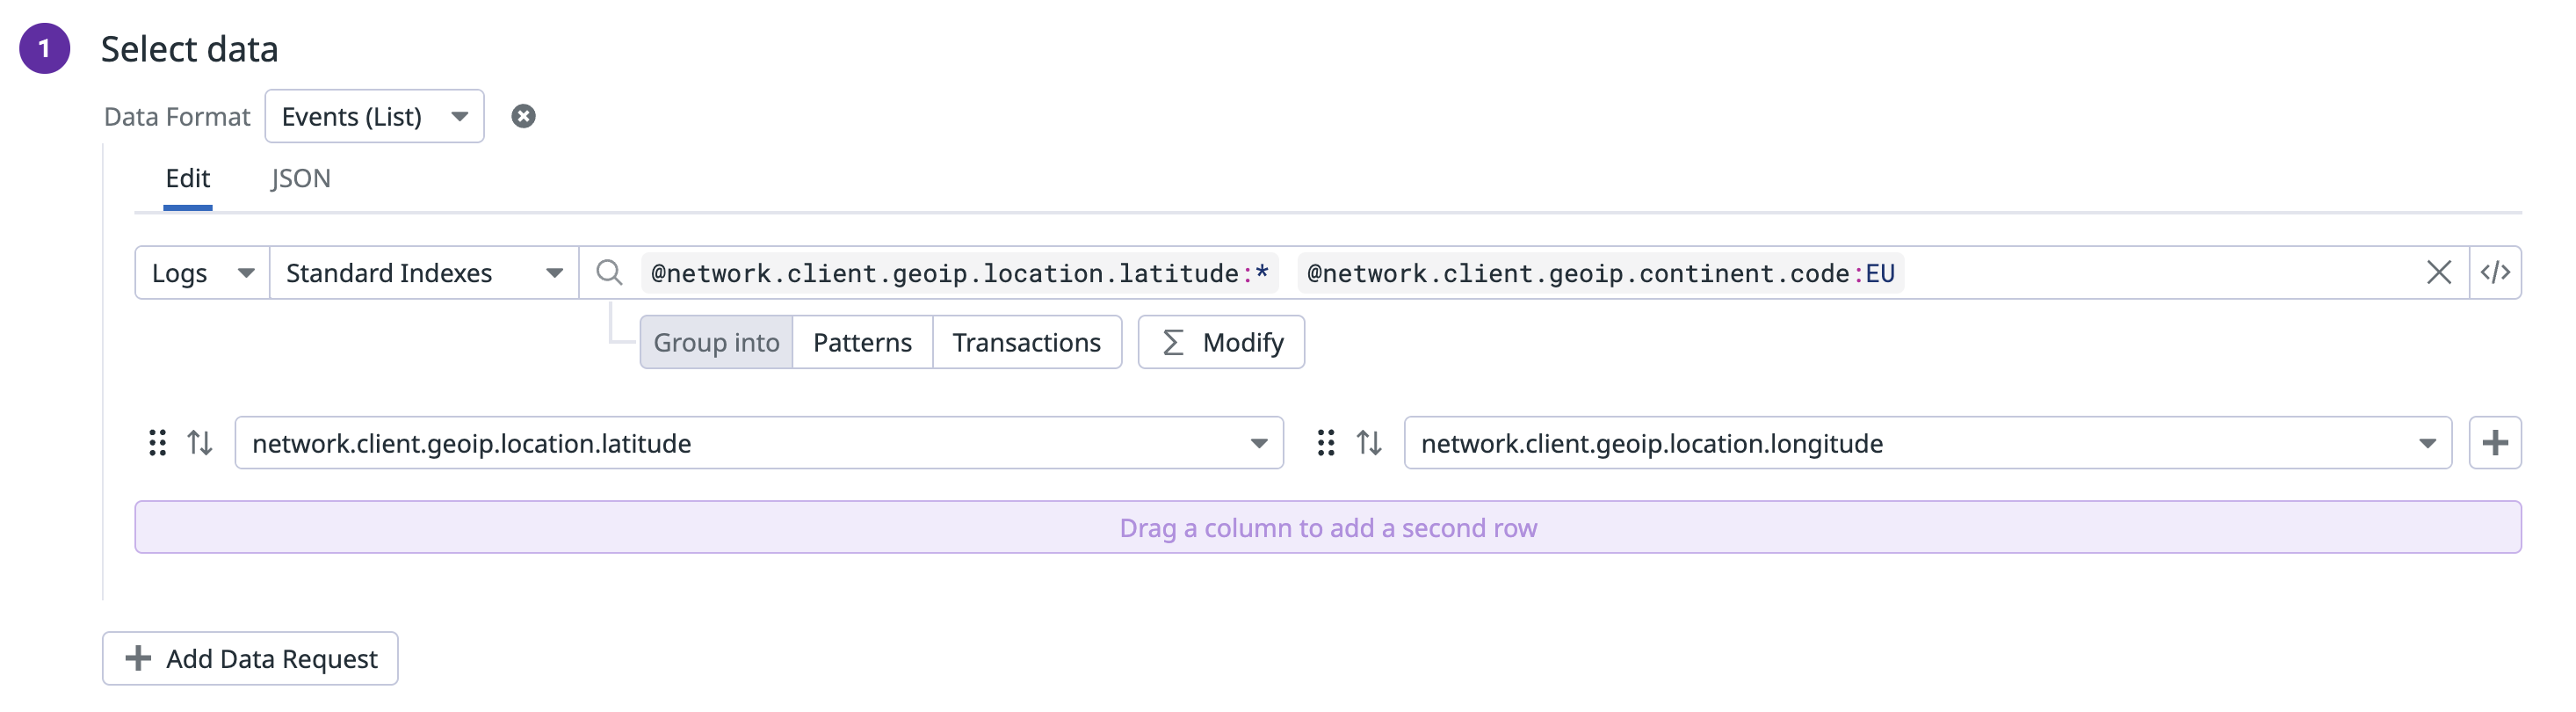 1 Select data
Data Format Events (List)
Edit JSON
Logs Standard Indexes @network.client.geoip.location.latitude:* @network.client.geoip.continent.code:EU </>
Group into Patterns Transactions Σ Modify
network.client.geoip.location.latitude network.client.geoip.location.longitude
Drag a column to add a second row
Add Data Request